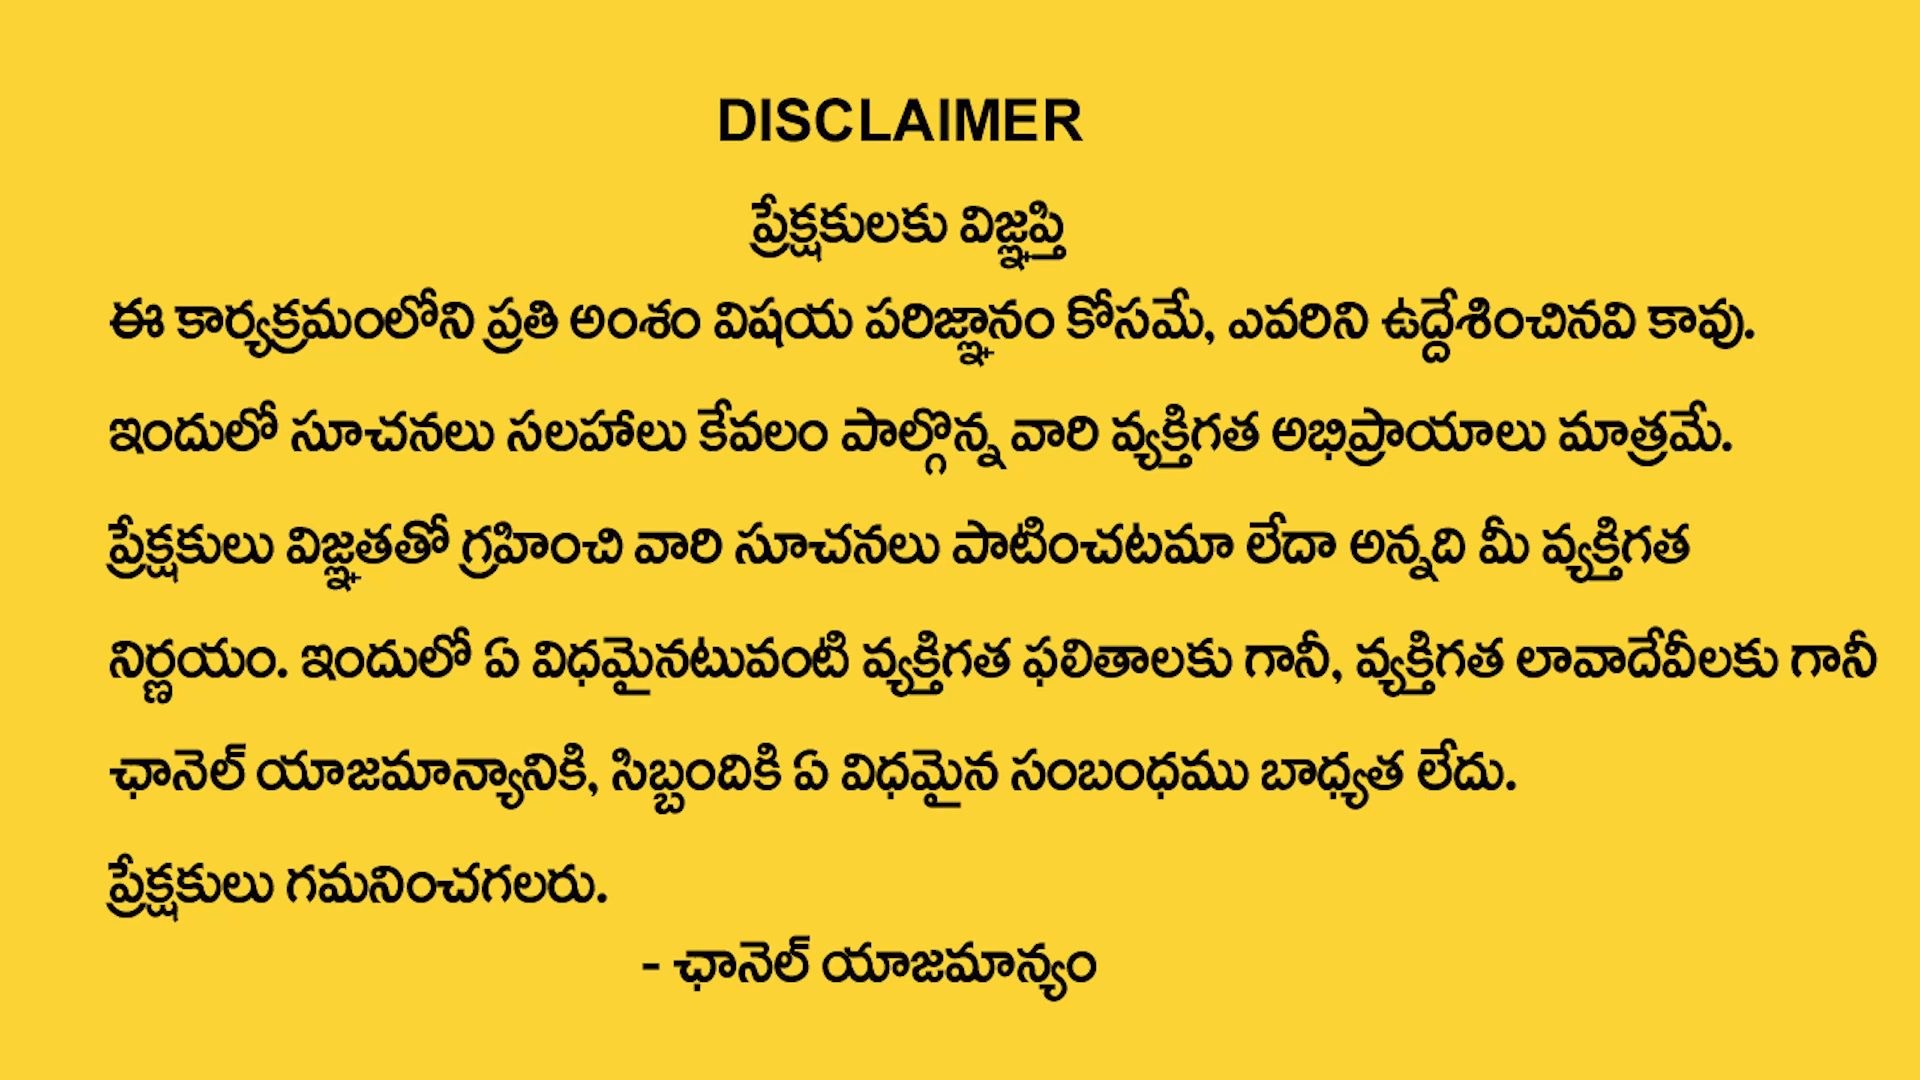 DISCLAIMER
ప్రేక్షకులకు విజ్ఞప్తి
ఈ కార్యక్రమంలోని ప్రతి అంశం విషయ పరిజ్ఞానం కోసమే, ఎవరిని ఉద్దేశించినవి కావు.
ఇందులో సూచనలు సలహాలు కేవలం పాల్గొన్న వారి వ్యక్తిగత అభిప్రాయాలు మాత్రమే.
ప్రేక్షకులు విజ్ఞతతో గ్రహించి వారి సూచనలు పాటించటమా లేదా అన్నది మీ వ్యక్తిగత
నిర్ణయం. ఇందులో ఏ విధమైనటువంటి వ్యక్తిగత ఫలితాలకు గానీ, వ్యక్తిగత లావాదేవీలకు గానీ
ఛానెల్ యాజమాన్యానికి, సిబ్బందికి ఏ విధమైన సంబంధము బాధ్యత లేదు.
ప్రేక్షకులు గమనించగలరు.
- ఛానెల్ యాజమాన్యం